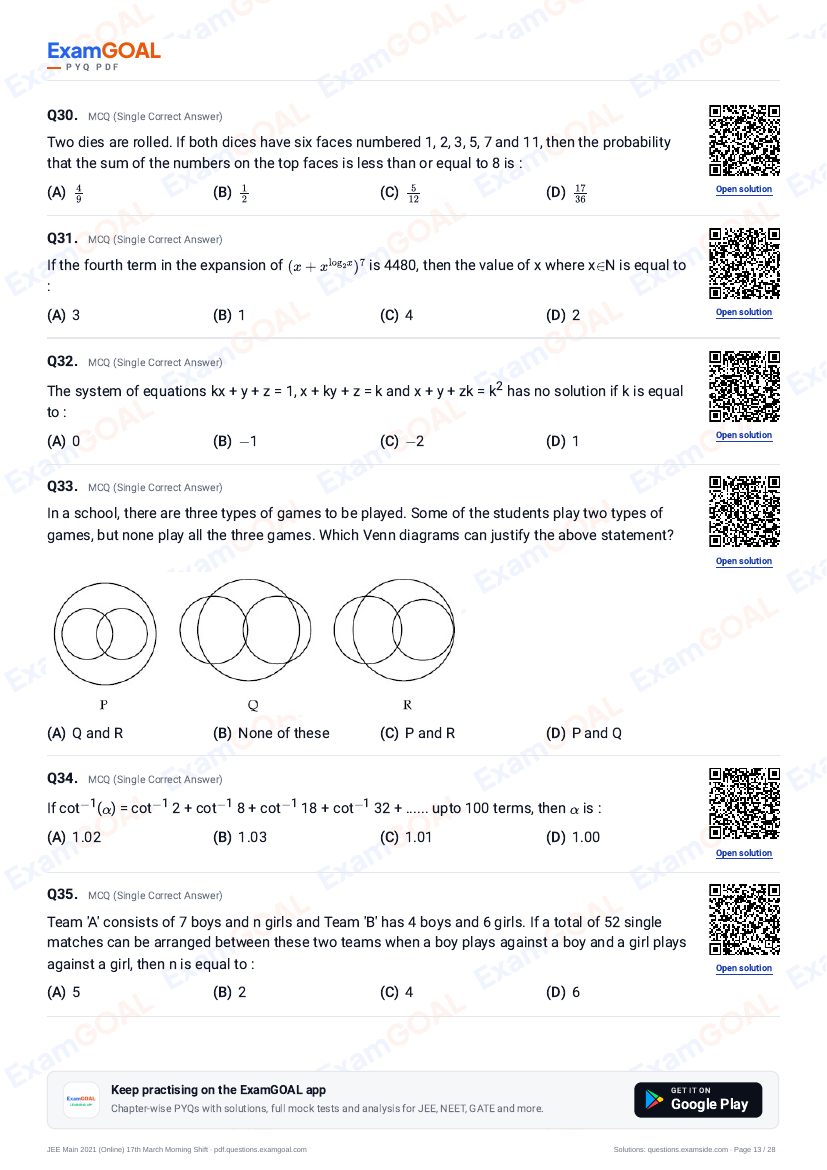 ExamGOAL
PYQ PDF
Q30. MCQ (Single Correct Answer)
Two dies are rolled. If both dices have six faces numbered 1, 2, 3, 5, 7 and 11, then the probability
that the sum of the numbers on the top faces is less than or equal to 8 is :
(A) 4/9 (B) 1/2 (C) 5/12 (D) 17/36
Open solution
Q31. MCQ (Single Correct Answer)
If the fourth term in the expansion of (x + x^{log₂x})⁷ is 4480, then the value of x where x∈N is equal to
:
(A) 3 (B) 1 (C) 4 (D) 2
Open solution
Q32. MCQ (Single Correct Answer)
The system of equations kx + y + z = 1, x + ky + z = k and x + y + zk = k² has no solution if k is equal
to :
(A) 0 (B) −1 (C) −2 (D) 1
Open solution
Q33. MCQ (Single Correct Answer)
In a school, there are three types of games to be played. Some of the students play two types of
games, but none play all the three games. Which Venn diagrams can justify the above statement?
Open solution
P Q R
(A) Q and R (B) None of these (C) P and R (D) P and Q
Q34. MCQ (Single Correct Answer)
If cot⁻¹(α) = cot⁻¹ 2 + cot⁻¹ 8 + cot⁻¹ 18 + cot⁻¹ 32 + ...... upto 100 terms, then α is :
(A) 1.02 (B) 1.03 (C) 1.01 (D) 1.00
Open solution
Q35. MCQ (Single Correct Answer)
Team 'A' consists of 7 boys and n girls and Team 'B' has 4 boys and 6 girls. If a total of 52 single
matches can be arranged between these two teams when a boy plays against a boy and a girl plays
against a girl, then n is equal to :
(A) 5 (B) 2 (C) 4 (D) 6
Open solution
ExamGOAL
Keep practising on the ExamGOAL app
Chapter-wise PYQs with solutions, full mock tests and analysis for JEE, NEET, GATE and more.
GET IT ON
Google Play
JEE Main 2021 (Online) 17th March Morning Shift · pdf.questions.examgoal.com
Solutions: questions.examside.com · Page 13 / 28